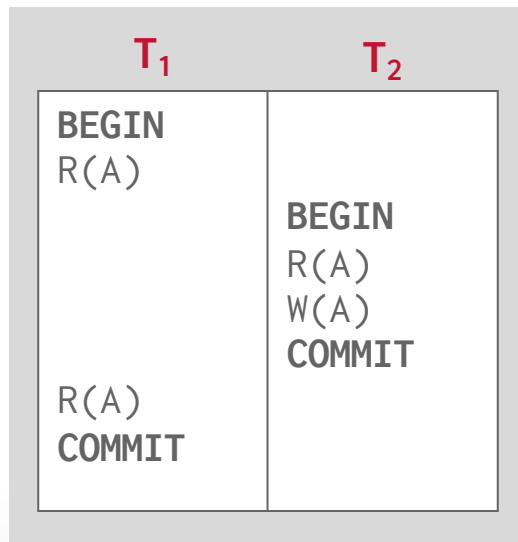 T₁ T₂
BEGIN
R(A)
BEGIN
R(A)
W(A)
COMMIT
R(A)
COMMIT